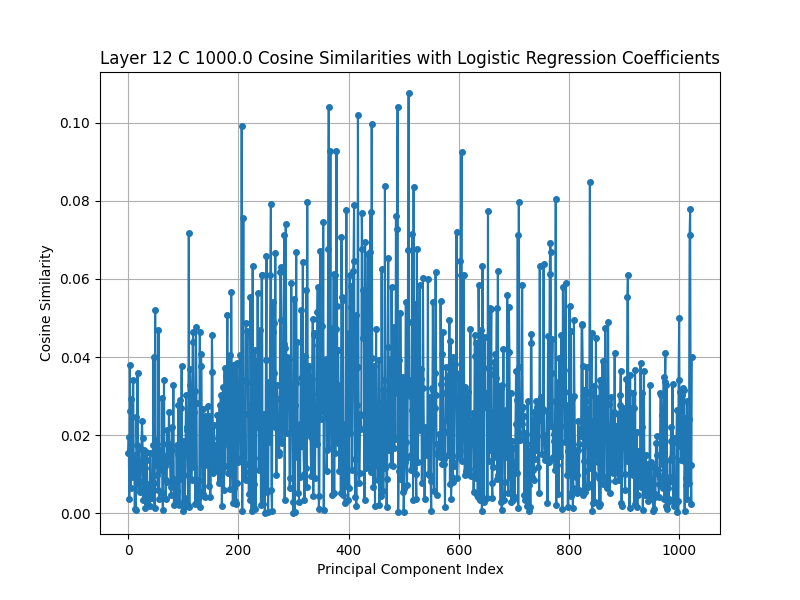 Layer 12 C 1000.0 Cosine Similarities with Logistic Regression Coefficients
0.10
0.08
0.06
0.04
0.02
0.00
Cosine Similarity
0 200 400 600 800 1000
Principal Component Index